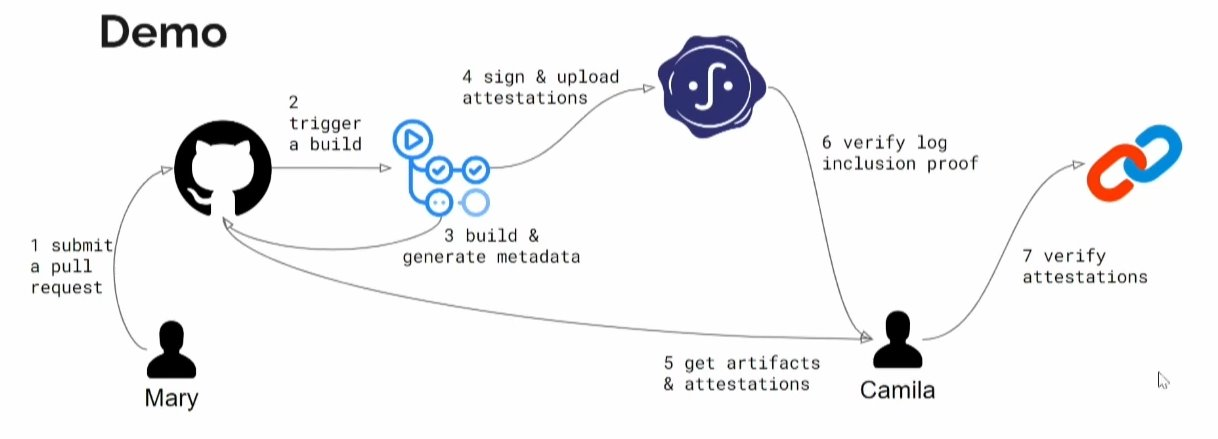 Demo
4 sign & upload
attestations
2
trigger
a build
6 verify log
inclusion proof
3 build &
generate metadata
1 submit
a pull
request
7 verify
attestations
5 get artifacts
& attestations
Mary
Camila